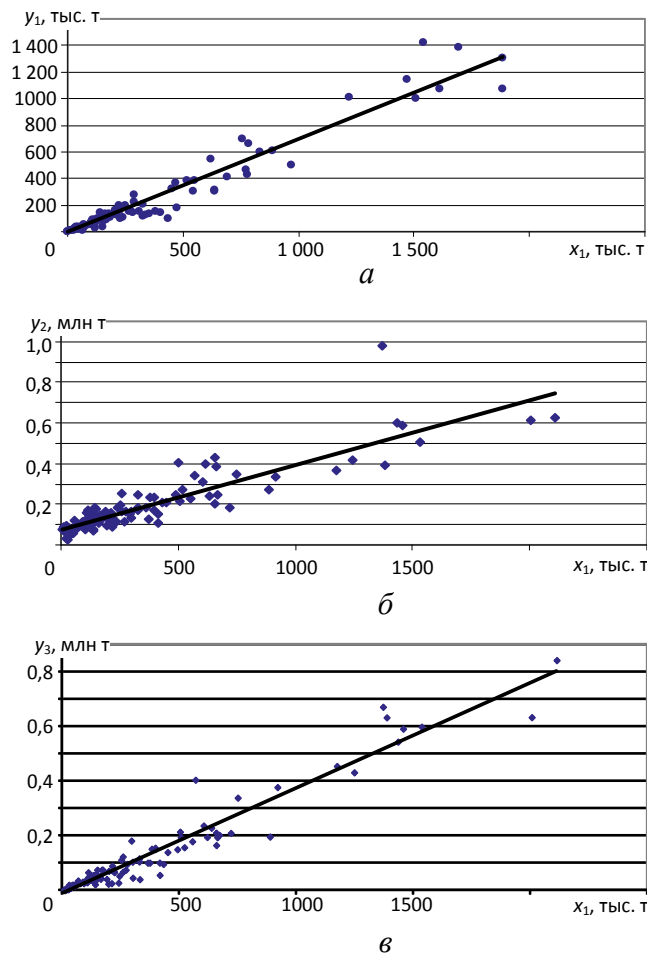 y₁, тыс. т
1 400
1 200
1000
800
600
400
200
0 500 1 000 1 500 x₁, тыс. т
а
y₂, млн т
1,0
0,8
0,6
0,4
0,2
0 500 1000 1500 x₁, тыс. т
б
y₃, млн т
0,8
0,6
0,4
0,2
0 500 1000 1500 x₁, тыс. т
в